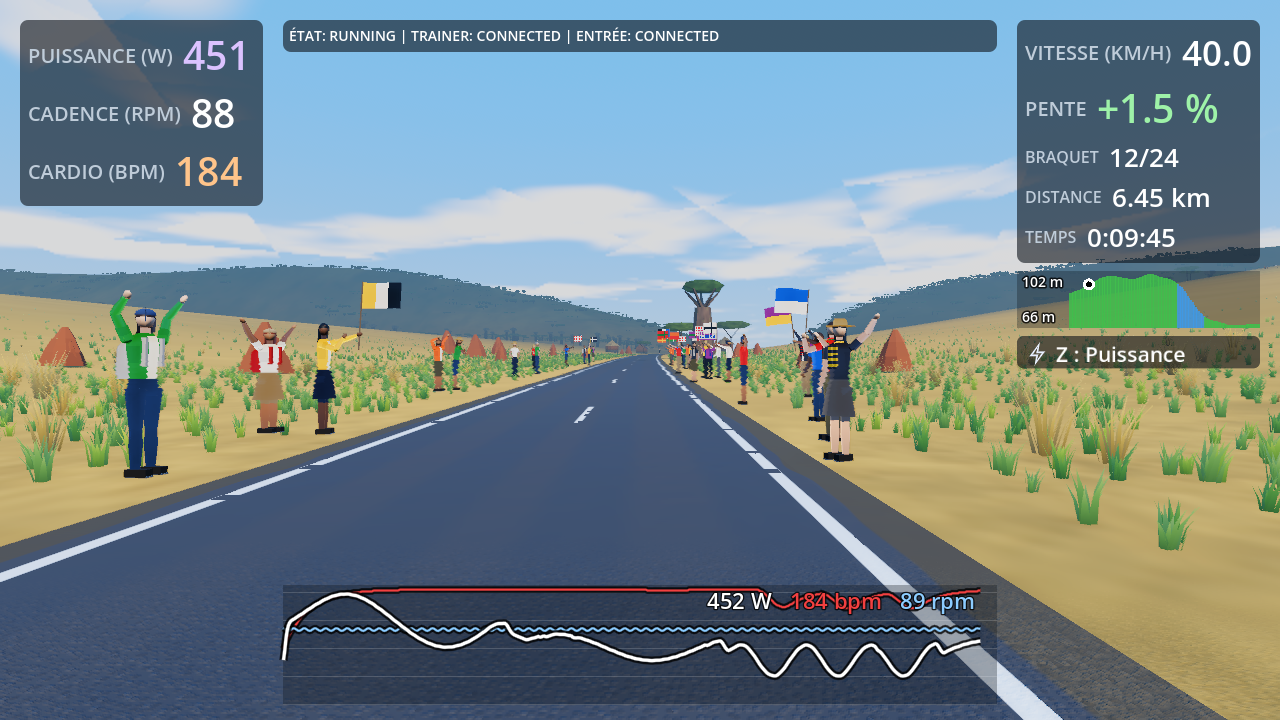 PUISSANCE (W) 451
CADENCE (RPM) 88
CARDIO (BPM) 184
ÉTAT: RUNNING | TRAINER: CONNECTED | ENTRÉE: CONNECTED
VITESSE (KM/H) 40.0
PENTE +1.5 %
BRAQUET 12/24
DISTANCE 6.45 km
TEMPS 0:09:45
102 m
66 m
Z : Puissance
452 W 184 bpm 89 rpm